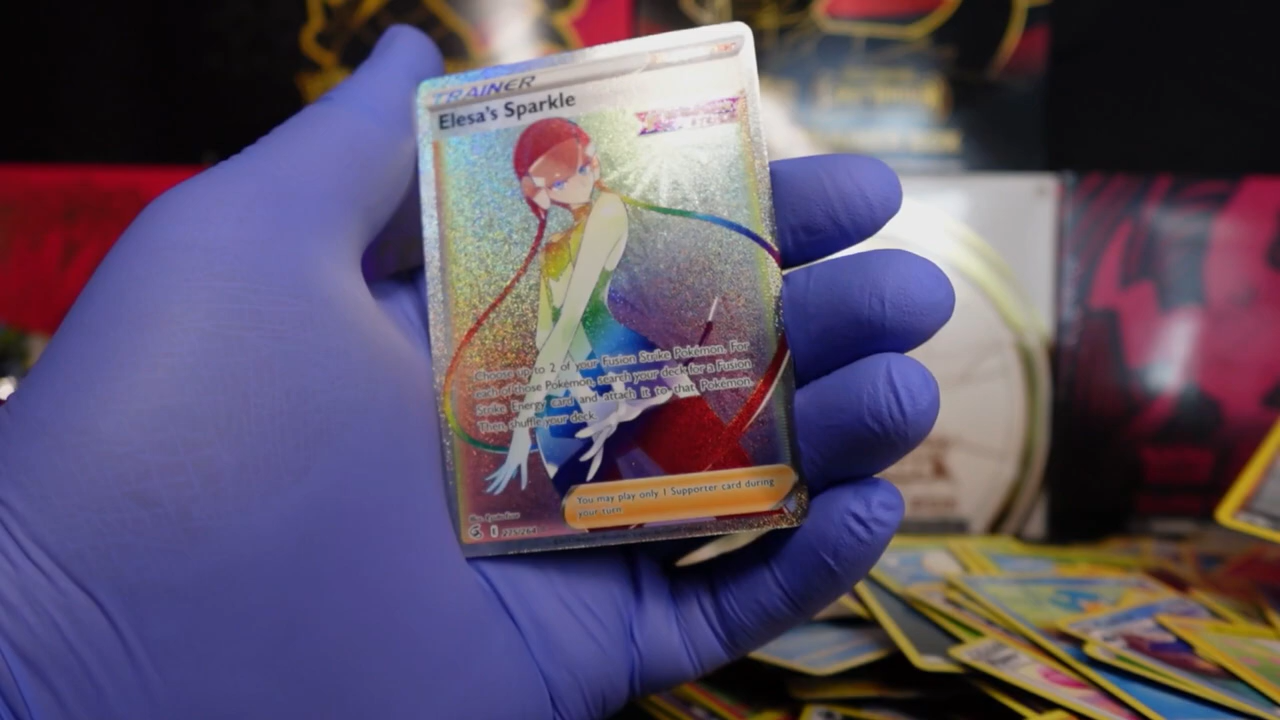 TRAINER
Elesa's Sparkle
Choose up to 2 of your Fusion Strike Pokémon. For
each of those Pokémon, search your deck for a Fusion
Strike Energy card and attach it to that Pokémon.
Then, shuffle your deck.
You may play only 1 Supporter card during
your turn.